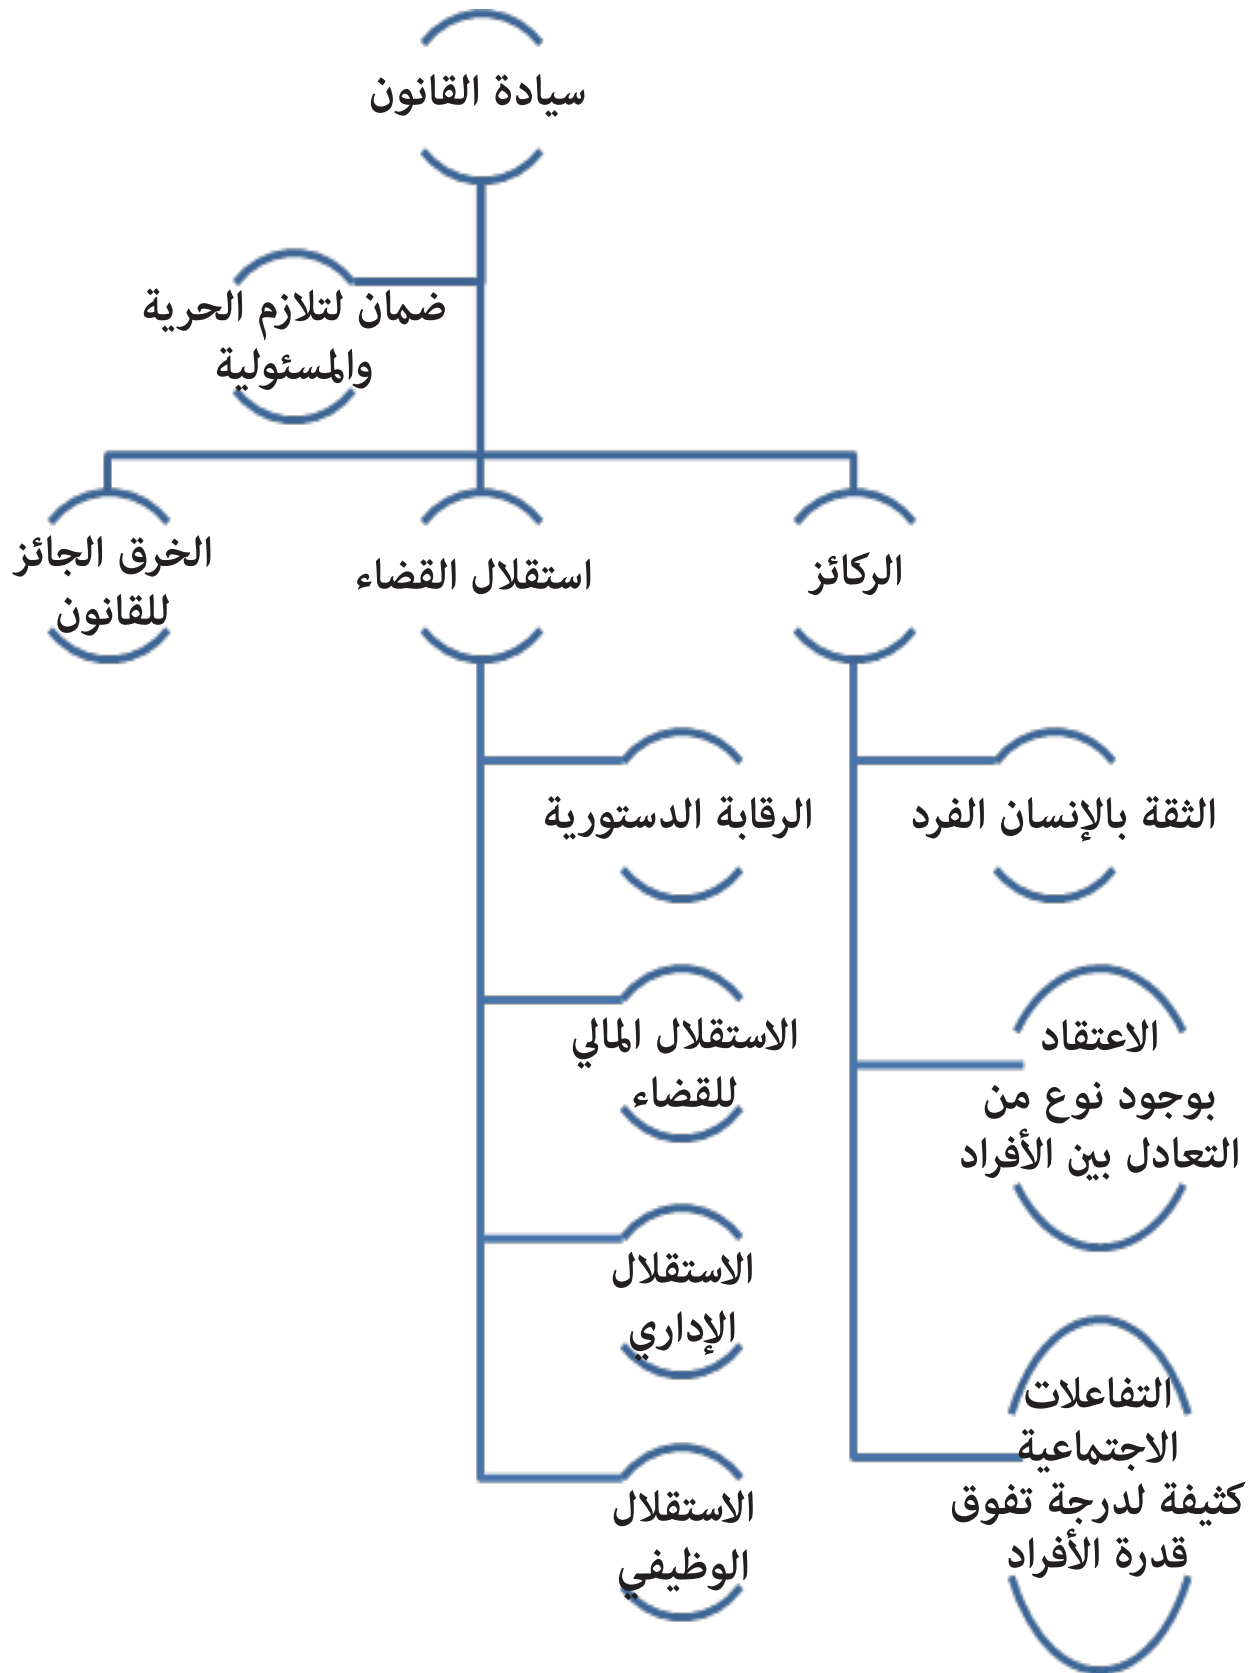 سيادة القانون
ضمان لتلازم الحرية
والمسئولية
الركائز
استقلال القضاء
الخرق الجائز
للقانون
الثقة بالإنسان الفرد
الاعتقاد
بوجود نوع من
التعادل بين الأفراد
التفاعلات
الاجتماعية
كثيفة لدرجة تفوق
قدرة الأفراد
الرقابة الدستورية
الاستقلال المالي
للقضاء
الاستقلال
الإداري
الاستقلال
الوظيفي